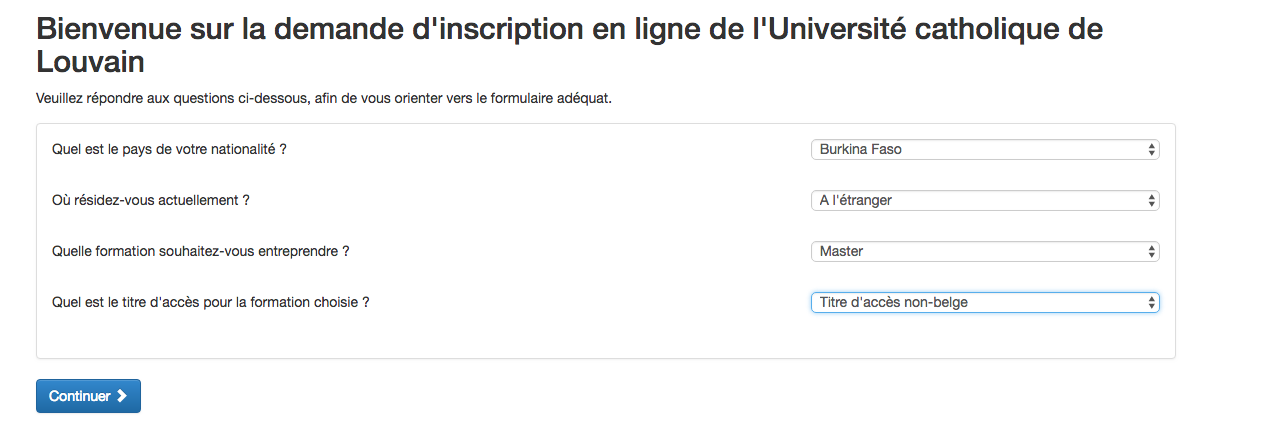 Bienvenue sur la demande d'inscription en ligne de l'Université catholique de
Louvain
Veuillez répondre aux questions ci-dessous, afin de vous orienter vers le formulaire adéquat.
Quel est le pays de votre nationalité ? Burkina Faso
Où résidez-vous actuellement ? A l'étranger
Quelle formation souhaitez-vous entreprendre ? Master
Quel est le titre d'accès pour la formation choisie ? Titre d'accès non-belge
Continuer